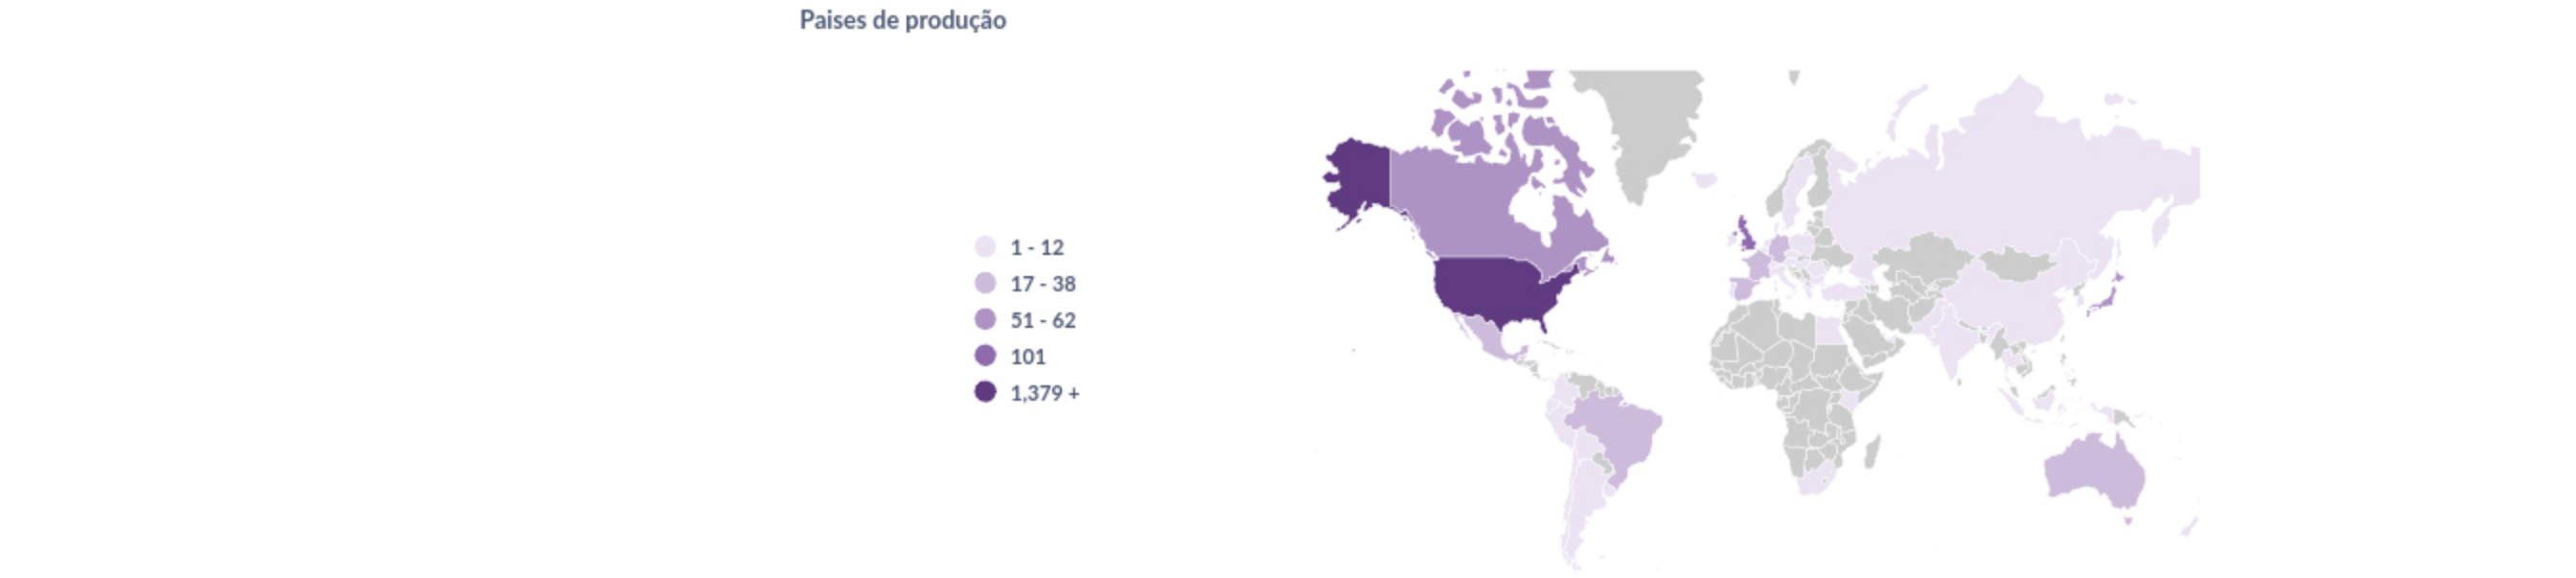 Paises de produção
1 - 12
17 - 38
51 - 62
101
1,379 +